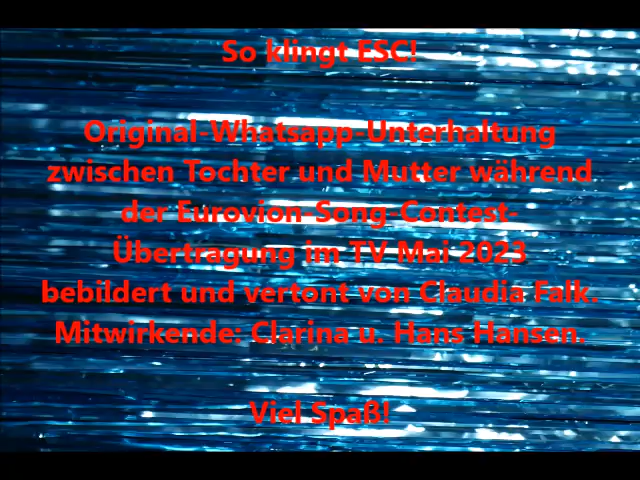 So klingt ESC!
Original-Whatsapp-Unterhaltung
zwischen Tochter und Mutter während
der Eurovion-Song-Contest-
Übertragung im TV Mai 2023
bebildert und vertont von Claudia Falk.
Mitwirkende: Clarina u. Hans Hansen.
Viel Spaß!